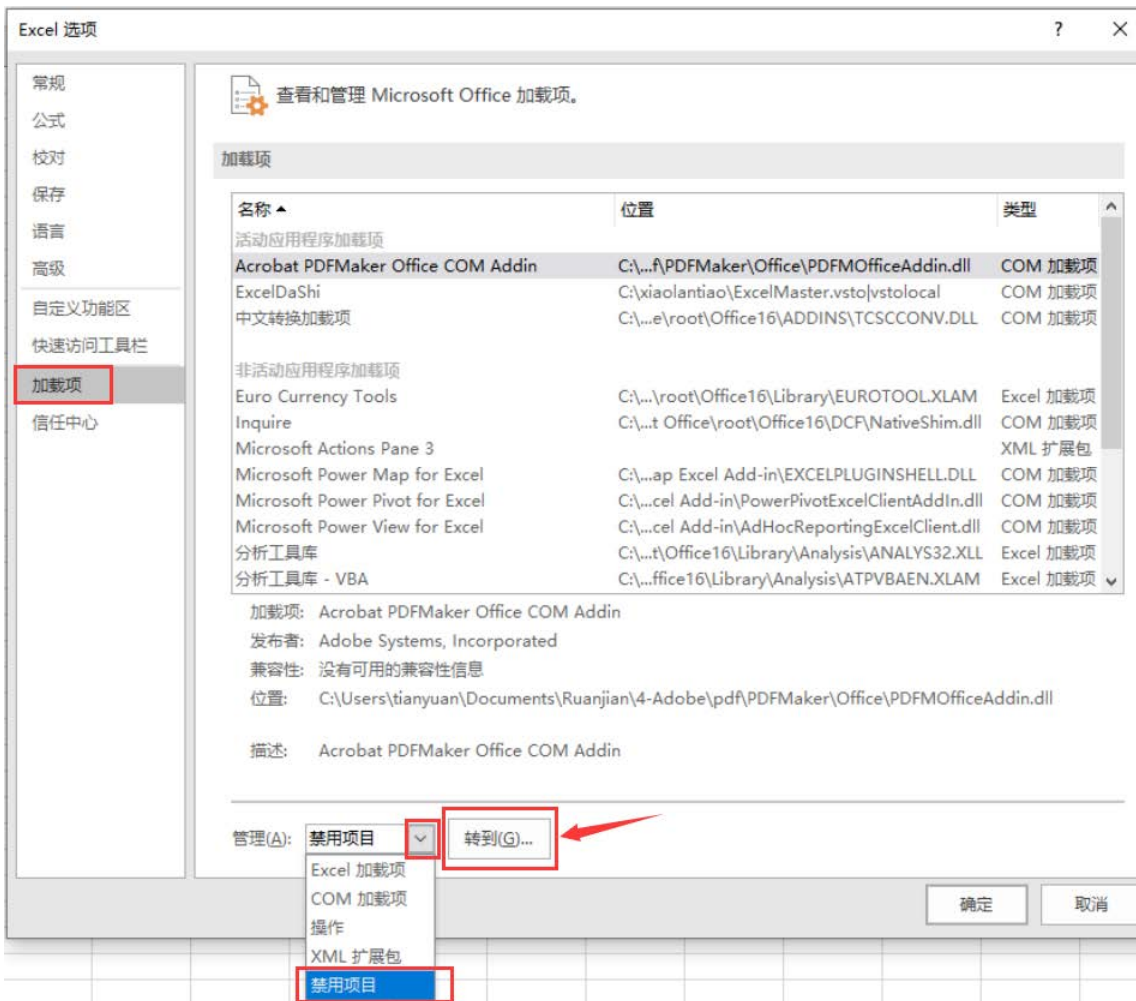 Excel 选项
?
常规
公式
校对
保存
语言
高级
自定义功能区
快速访问工具栏
加载项
信任中心
查看和管理 Microsoft Office 加载项。
加载项
名称 位置 类型
活动应用程序加载项
Acrobat PDFMaker Office COM Addin C:\...f\PDFMaker\Office\PDFMOfficeAddin.dll COM 加载项
ExcelDaShi C:\xiaolantiao\ExcelMaster.vsto|vstolocal COM 加载项
中文转换加载项 C:\...e\root\Office16\ADDINS\TCSCCONV.DLL COM 加载项
非活动应用程序加载项
Euro Currency Tools C:\...\root\Office16\Library\EUROTOOL.XLAM Excel 加载项
Inquire C:\...t Office\root\Office16\DCF\NativeShim.dll COM 加载项
Microsoft Actions Pane 3 XML 扩展包
Microsoft Power Map for Excel C:\...ap Excel Add-in\EXCELPLUGINSHELL.DLL COM 加载项
Microsoft Power Pivot for Excel C:\...cel Add-in\PowerPivotExcelClientAddIn.dll COM 加载项
Microsoft Power View for Excel C:\...cel Add-in\AdHocReportingExcelClient.dll COM 加载项
分析工具库 C:\...t\Office16\Library\Analysis\ANALYS32.XLL Excel 加载项
分析工具库 - VBA C:\...ffice16\Library\Analysis\ATPVBAEN.XLAM Excel 加载项
加载项: Acrobat PDFMaker Office COM Addin
发布者: Adobe Systems, Incorporated
兼容性: 没有可用的兼容性信息
位置: C:\Users\tianyuan\Documents\Ruanjian\4-Adobe\pdf\PDFMaker\Office\PDFMOfficeAddin.dll
描述: Acrobat PDFMaker Office COM Addin
管理(A): 禁用项目 转到(G)...
Excel 加载项
COM 加载项
操作
XML 扩展包
禁用项目
确定 取消